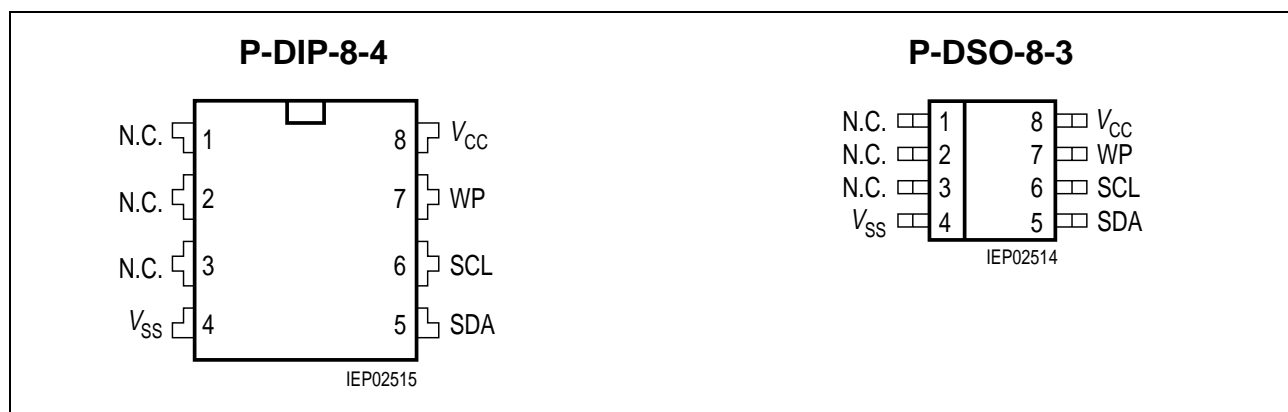 P-DIP-8-4
N.C. 1 8 VCC
N.C. 2 7 WP
N.C. 3 6 SCL
VSS 4 5 SDA
IEP02515
P-DSO-8-3
N.C. 1 8 VCC
N.C. 2 7 WP
N.C. 3 6 SCL
VSS 4 5 SDA
IEP02514